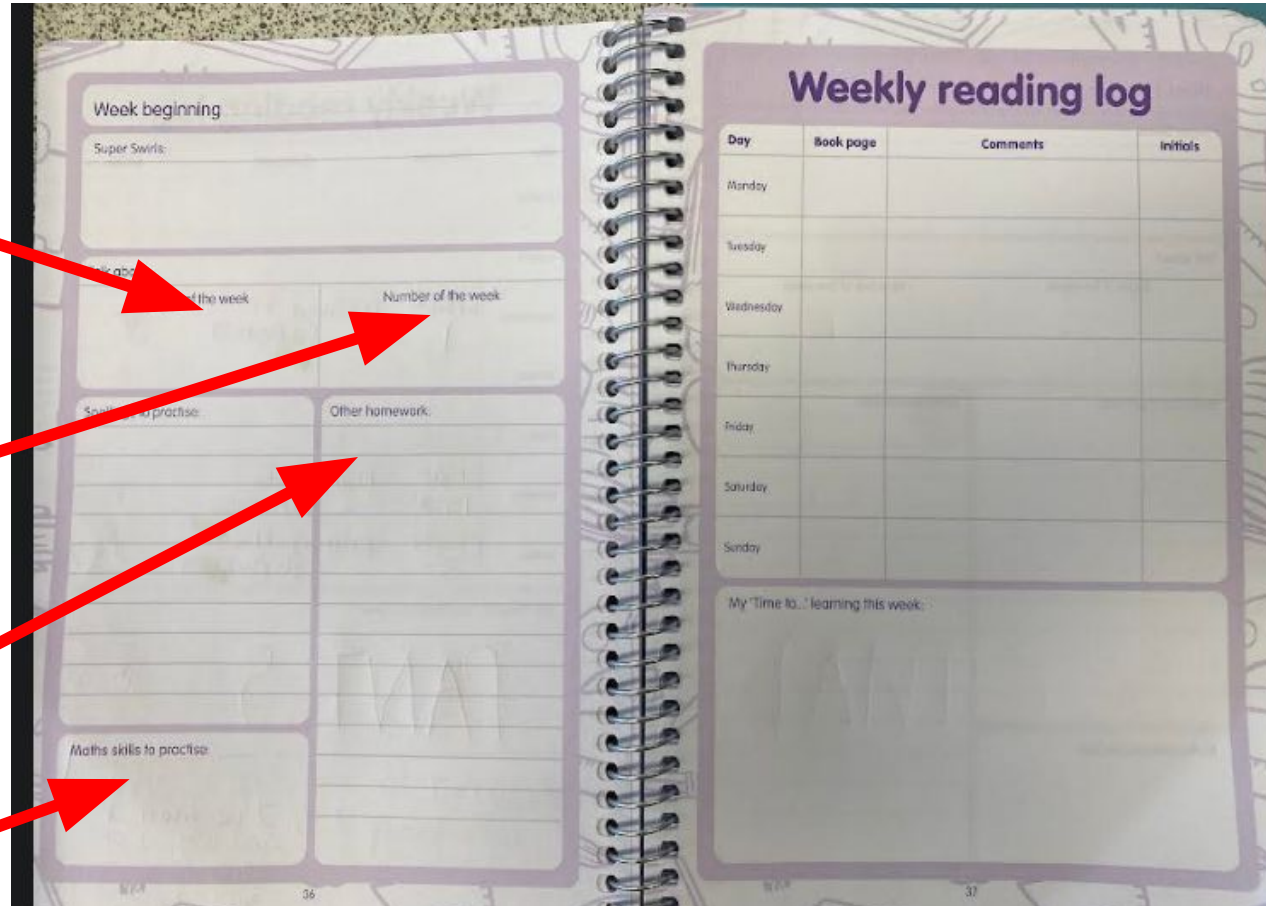 Week beginning
Super Swirls:
of the week
Number of the week
to practise:
Other homework:
Maths skills to practise:
36
Weekly reading log
Day Book page Comments Initials
Monday
Tuesday
Wednesday
Thursday
Friday
Saturday
Sunday
My 'Time to...' learning this week:
37